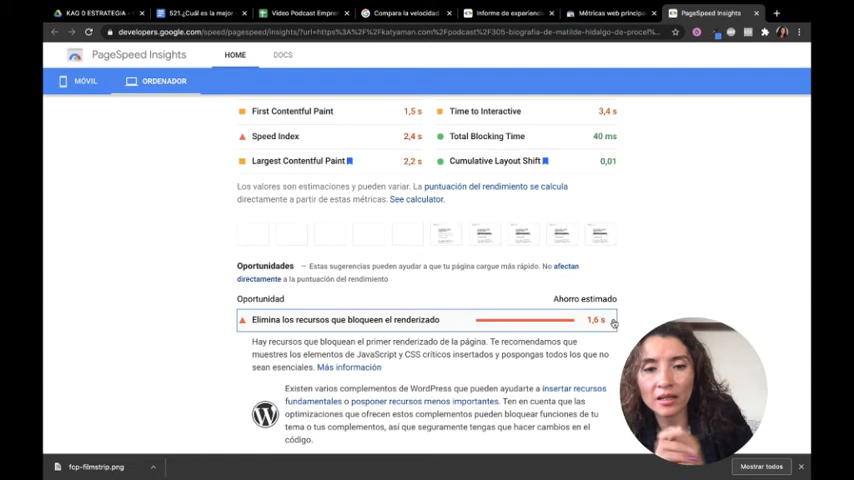 KAG 0 ESTRATEGIA -
521.¿Cuál es la mejor
Video Podcast Empre
Compara la velocidad
Informe de experienci
Métricas web principa
PageSpeed Insights
developers.google.com/speed/pagespeed/insights/?url=https%3A%2F%2Fkatyaman.com%2Fpodcast%2F305-biografia-de-matilde-hidalgo-de-procel%2F...
PageSpeed Insights
HOME
DOCS
MÓVIL
ORDENADOR
First Contentful Paint 1,5 s
Time to Interactive 3,4 s
Speed Index 2,4 s
Total Blocking Time 40 ms
Largest Contentful Paint 2,2 s
Cumulative Layout Shift 0,01
Los valores son estimaciones y pueden variar. La puntuación del rendimiento se calcula
directamente a partir de estas métricas. See calculator.
Oportunidades — Estas sugerencias pueden ayudar a que tu página cargue más rápido. No afectan
directamente a la puntuación del rendimiento
Oportunidad
Ahorro estimado
Elimina los recursos que bloqueen el renderizado 1,6 s
Hay recursos que bloquean el primer renderizado de la página. Te recomendamos que
muestres los elementos de JavaScript y CSS críticos insertados y pospongas todos los que no
sean esenciales. Más información
Existen varios complementos de WordPress que pueden ayudarte a insertar recursos
fundamentales o posponer recursos menos importantes. Ten en cuenta que las
optimizaciones que ofrecen estos complementos pueden bloquear funciones de tu
tema o tus complementos, así que seguramente tengas que hacer cambios en el
código.
fcp-filmstrip.png
Mostrar todos